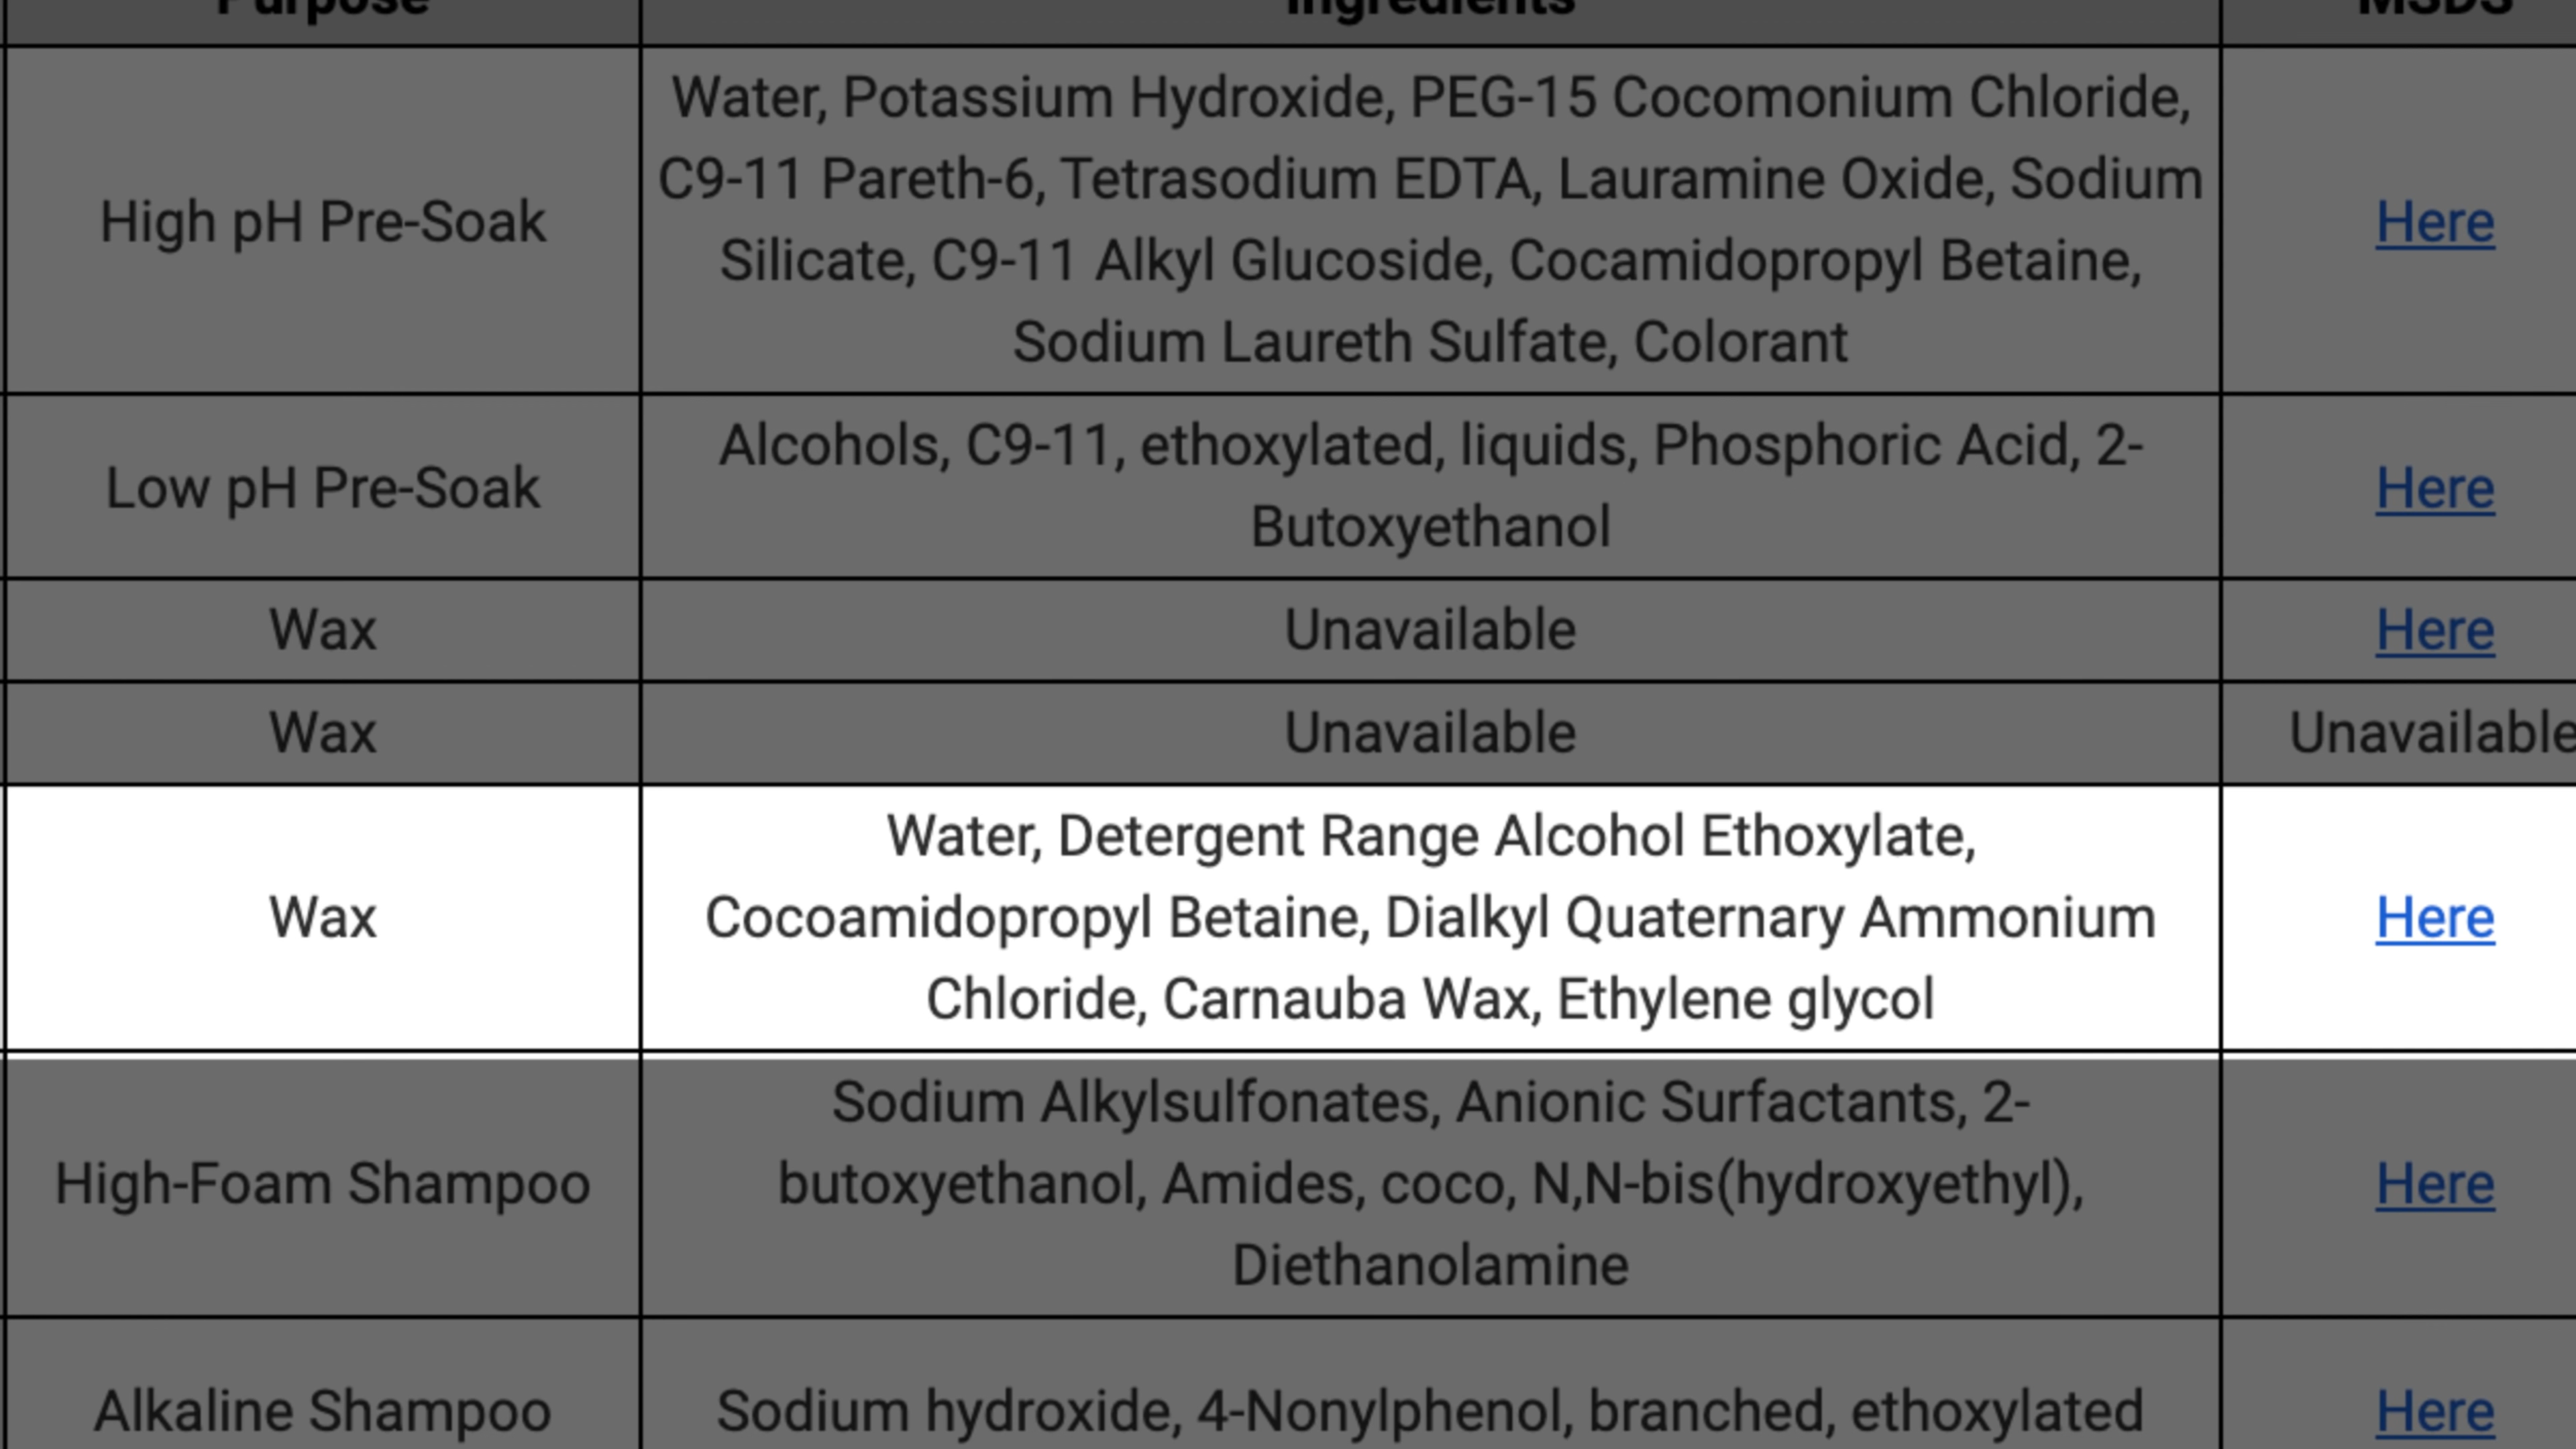 Purpose Ingredients MSDS
Water, Potassium Hydroxide, PEG-15 Cocomonium Chloride,
C9-11 Pareth-6, Tetrasodium EDTA, Lauramine Oxide, Sodium
High pH Pre-Soak Here
Silicate, C9-11 Alkyl Glucoside, Cocamidopropyl Betaine,
Sodium Laureth Sulfate, Colorant
Alcohols, C9-11, ethoxylated, liquids, Phosphoric Acid, 2-
Low pH Pre-Soak Here
Butoxyethanol
Wax Unavailable Here
Wax Unavailable Unavailable
Water, Detergent Range Alcohol Ethoxylate,
Wax Cocoamidopropyl Betaine, Dialkyl Quaternary Ammonium Here
Chloride, Carnauba Wax, Ethylene glycol
Sodium Alkylsulfonates, Anionic Surfactants, 2-
High-Foam Shampoo butoxyethanol, Amides, coco, N,N-bis(hydroxyethyl), Here
Diethanolamine
Alkaline Shampoo Sodium hydroxide, 4-Nonylphenol, branched, ethoxylated Here